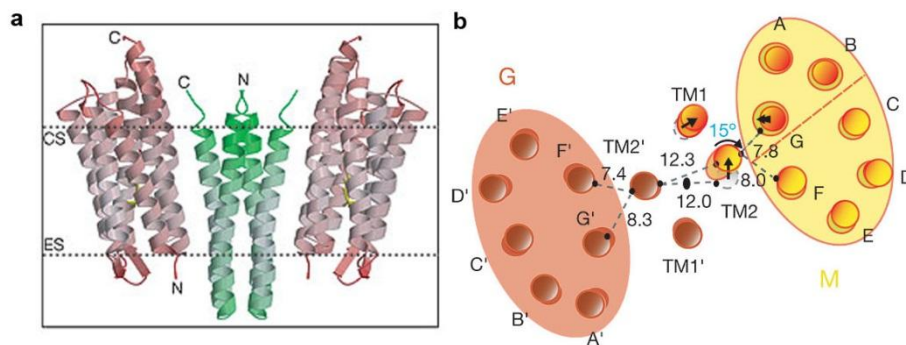 a
C
C
N
CS
ES
N
b
G
E'
D'
C'
B'
A'
F'
G'
TM2'
7.4
8.3
TM1'
TM1
15°
12.3
12.0
TM2
7.8
8.0
A
B
C
D
E
F
G
M